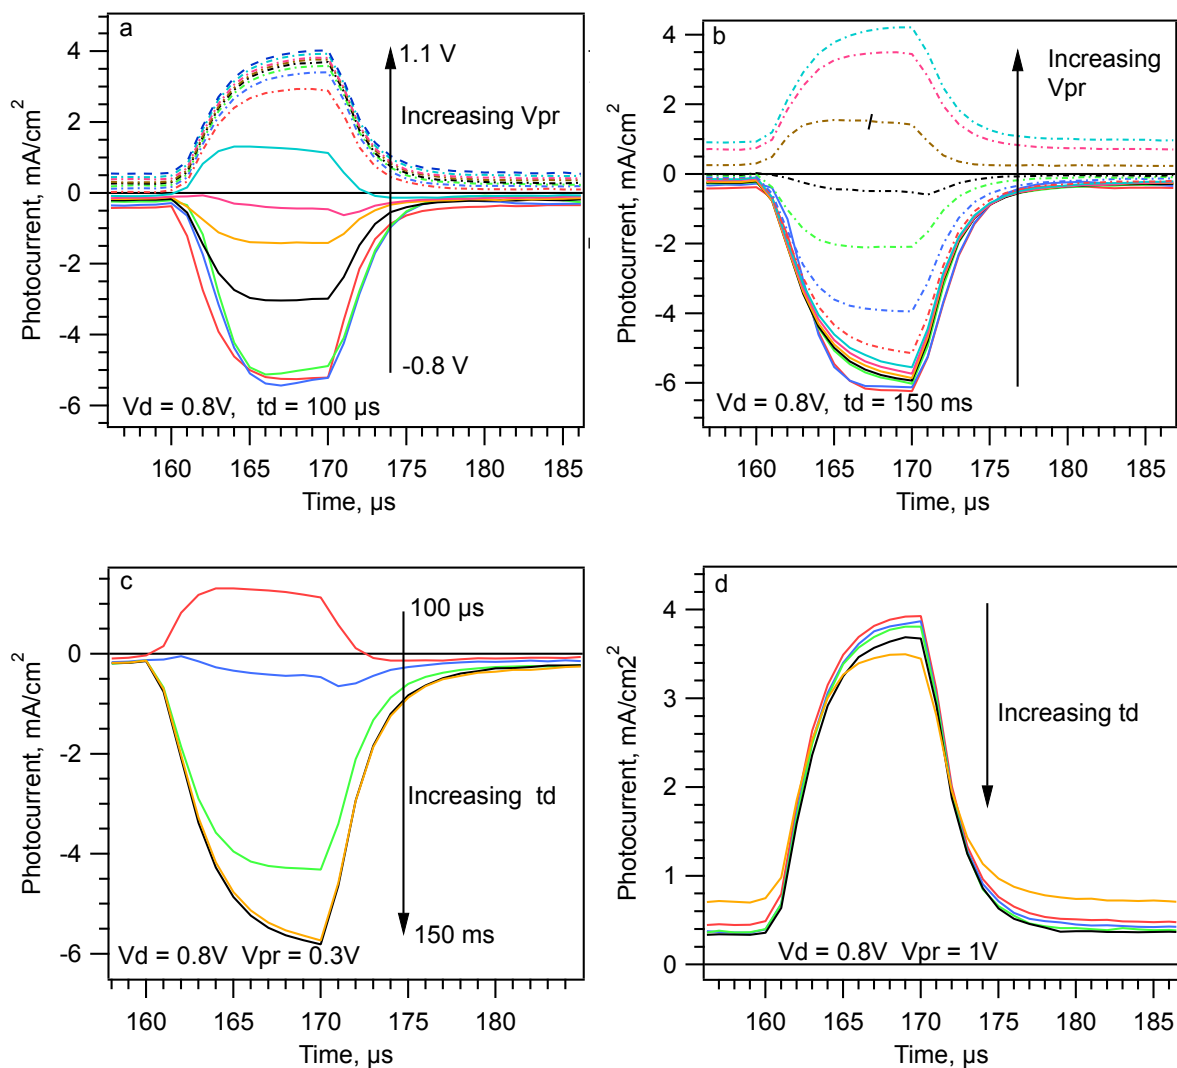 a
4
2
0
-2
-4
-6
Photocurrent, mA/cm2
1.1 V
Increasing Vpr
-0.8 V
Vd = 0.8V, td = 100 µs
160 165 170 175 180 185
Time, µs
b
4
2
0
-2
-4
-6
Photocurrent, mA/cm2
Increasing
Vpr
Vd = 0.8V, td = 150 ms
160 165 170 175 180 185
Time, µs
c
0
-2
-4
-6
Photocurrent, mA/cm2
100 µs
Increasing td
150 ms
Vd = 0.8V Vpr = 0.3V
160 165 170 175 180
Time, µs
d
4
3
2
1
0
Photocurrent, mA/cm2²
Increasing td
Vd = 0.8V Vpr = 1V
160 165 170 175 180 185
Time, µs